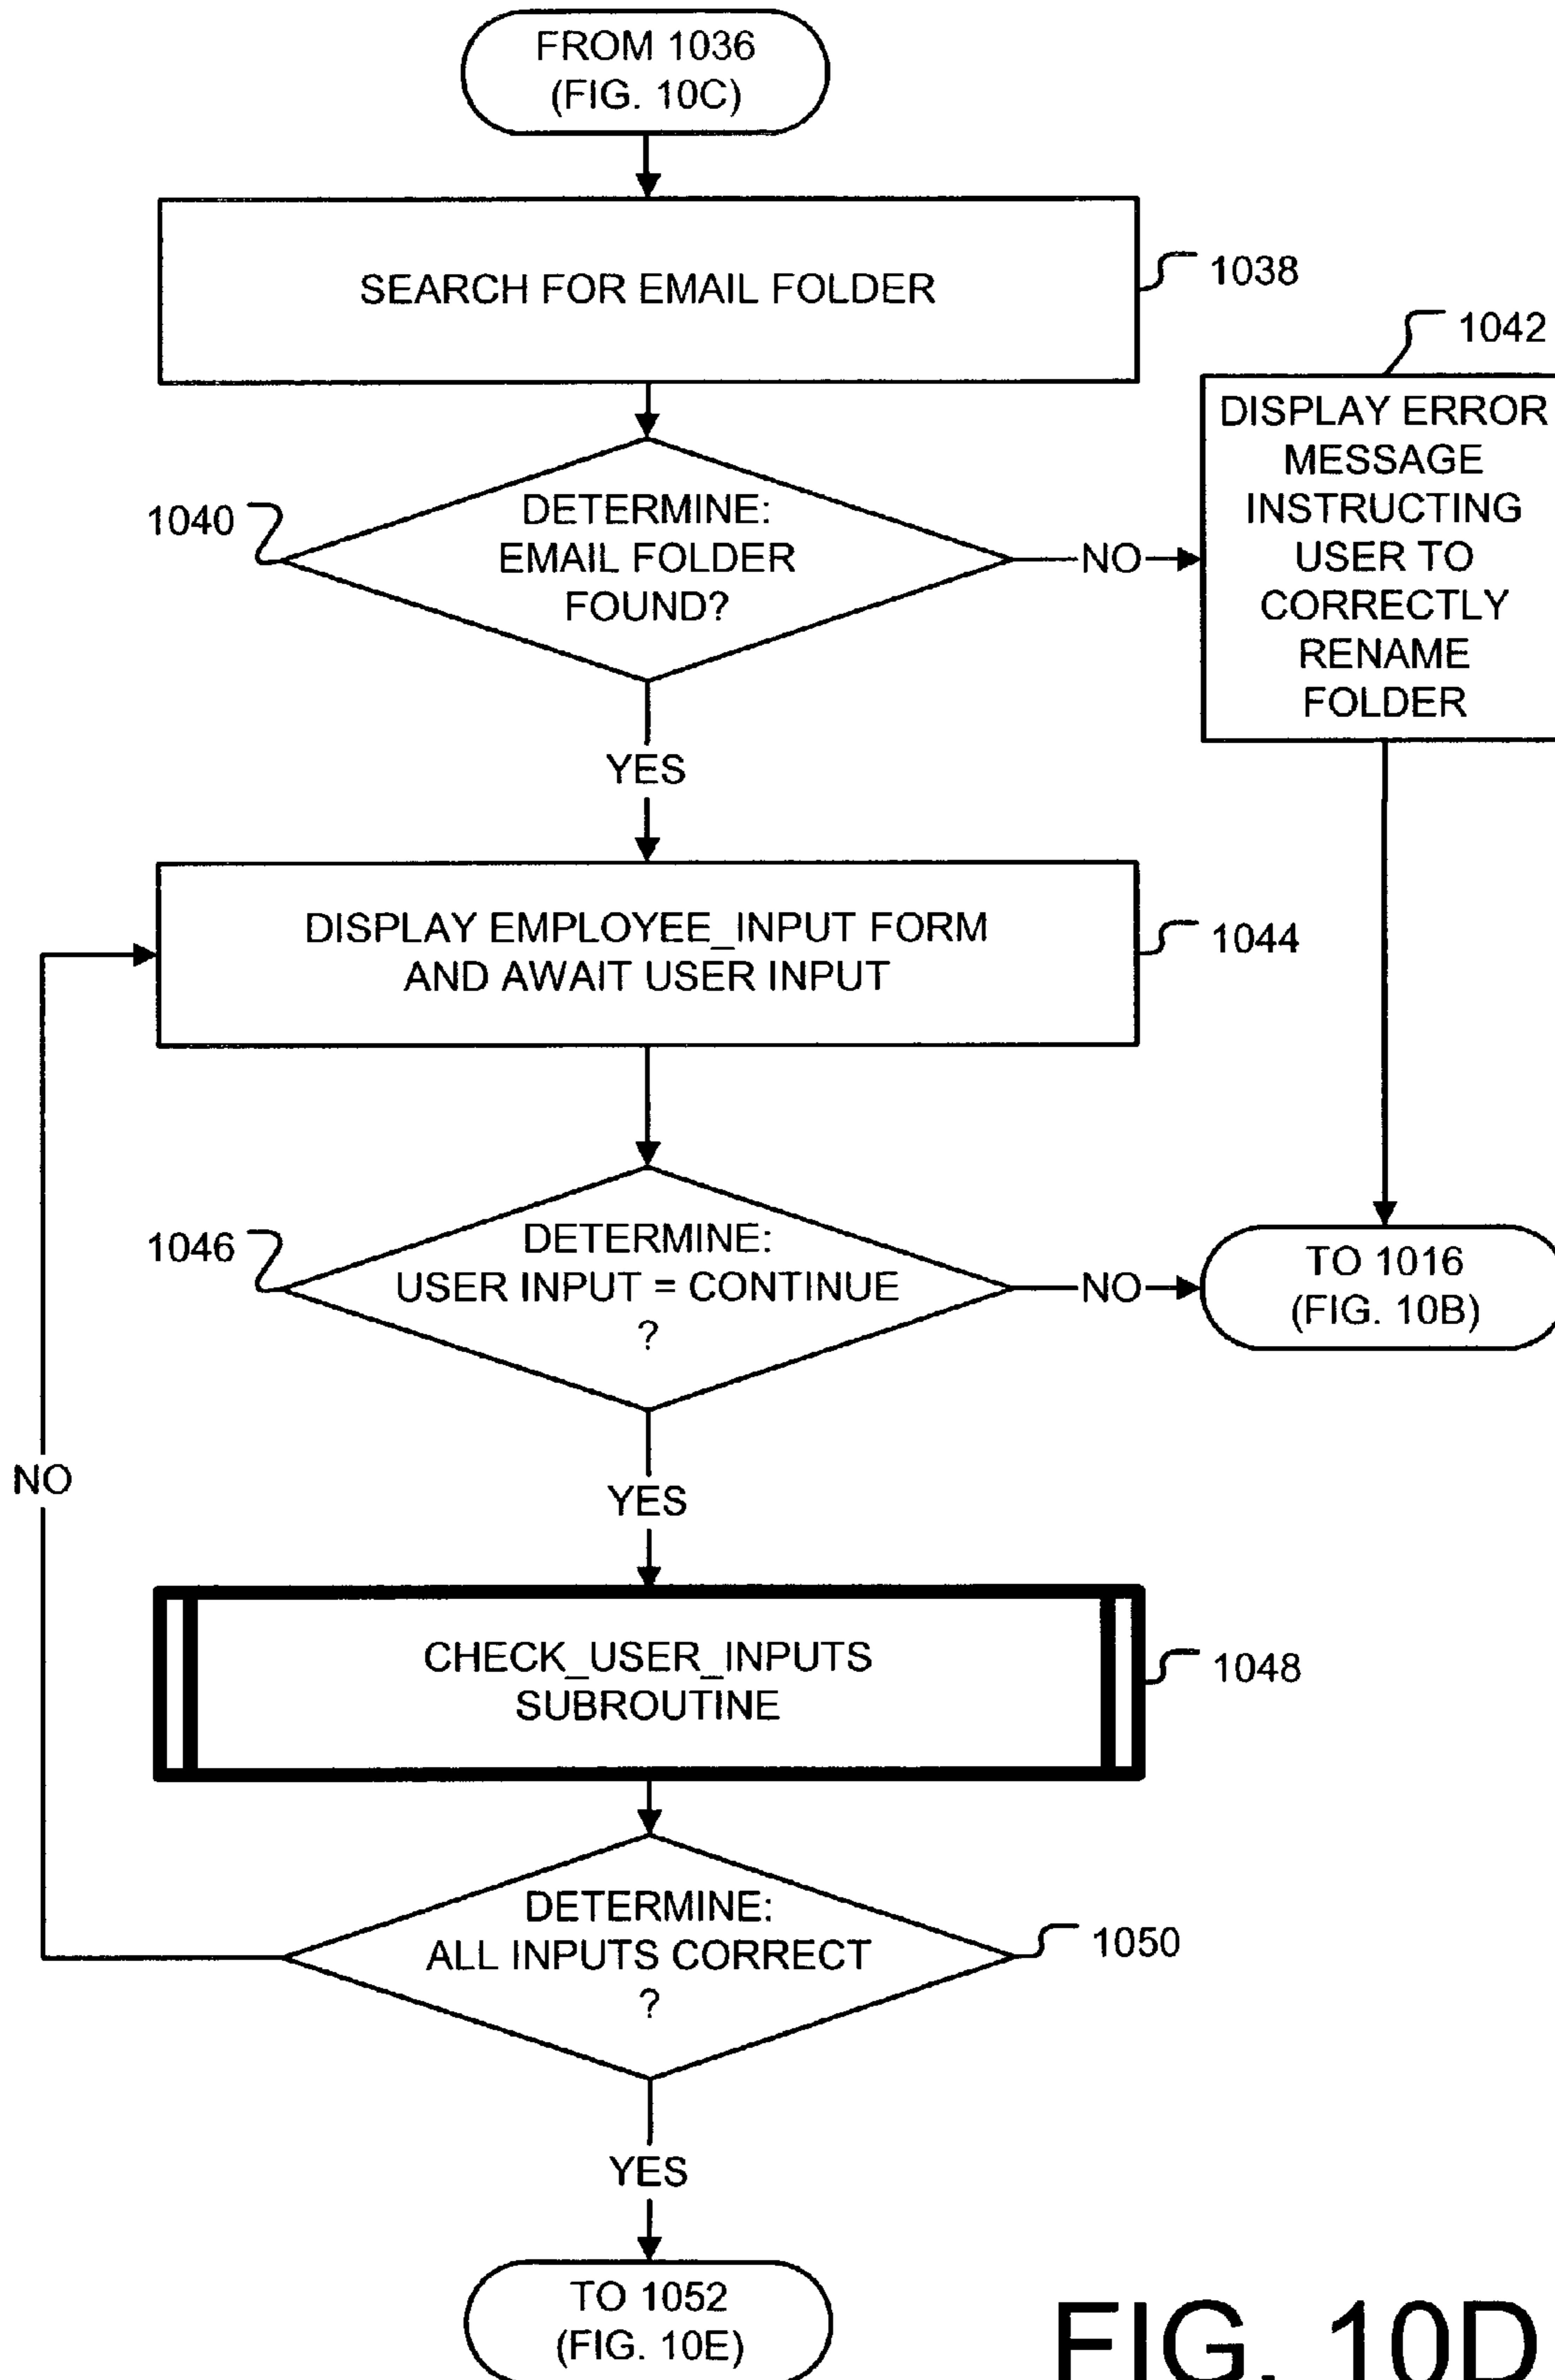 FROM 1036
(FIG. 10C)
SEARCH FOR EMAIL FOLDER
1038
1042
DISPLAY ERROR
MESSAGE
INSTRUCTING
USER TO
CORRECTLY
RENAME
FOLDER
1040
DETERMINE:
EMAIL FOLDER
FOUND?
NO
YES
DISPLAY EMPLOYEE_INPUT FORM
AND AWAIT USER INPUT
1044
1046
DETERMINE:
USER INPUT = CONTINUE
?
NO
TO 1016
(FIG. 10B)
NO
YES
CHECK_USER_INPUTS
SUBROUTINE
1048
DETERMINE:
ALL INPUTS CORRECT
?
1050
YES
TO 1052
(FIG. 10E)
FIG. 10D